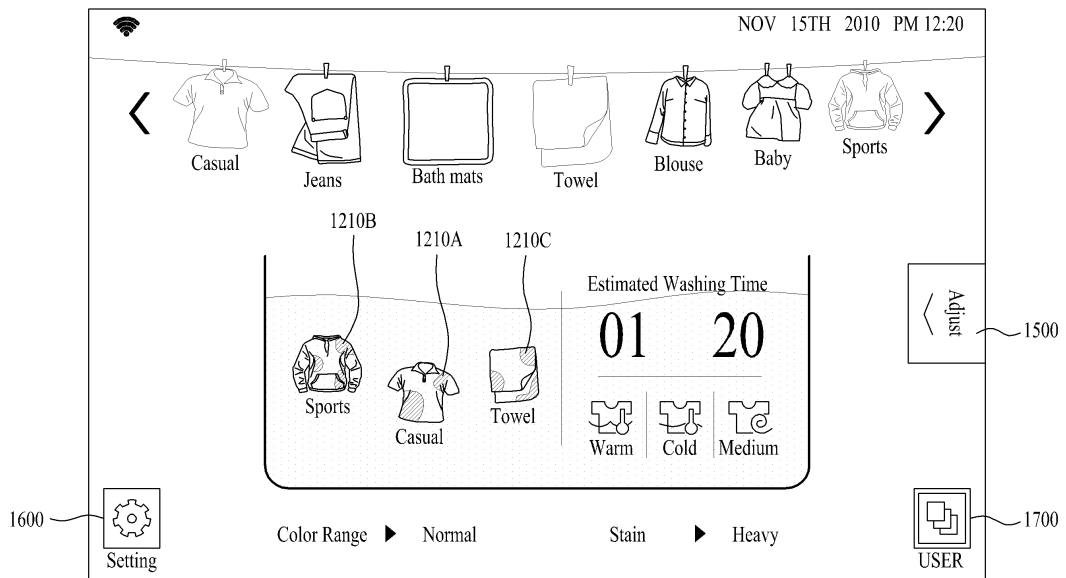 NOV 15TH 2010 PM 12:20
Casual
Jeans
Bath mats
Towel
Blouse
Baby
Sports
1210B
1210A
1210C
Estimated Washing Time
01 20
Adjust
1500
Sports
Casual
Towel
Warm
Cold
Medium
1600
Setting
Color Range ▶ Normal
Stain ▶ Heavy
1700
USER